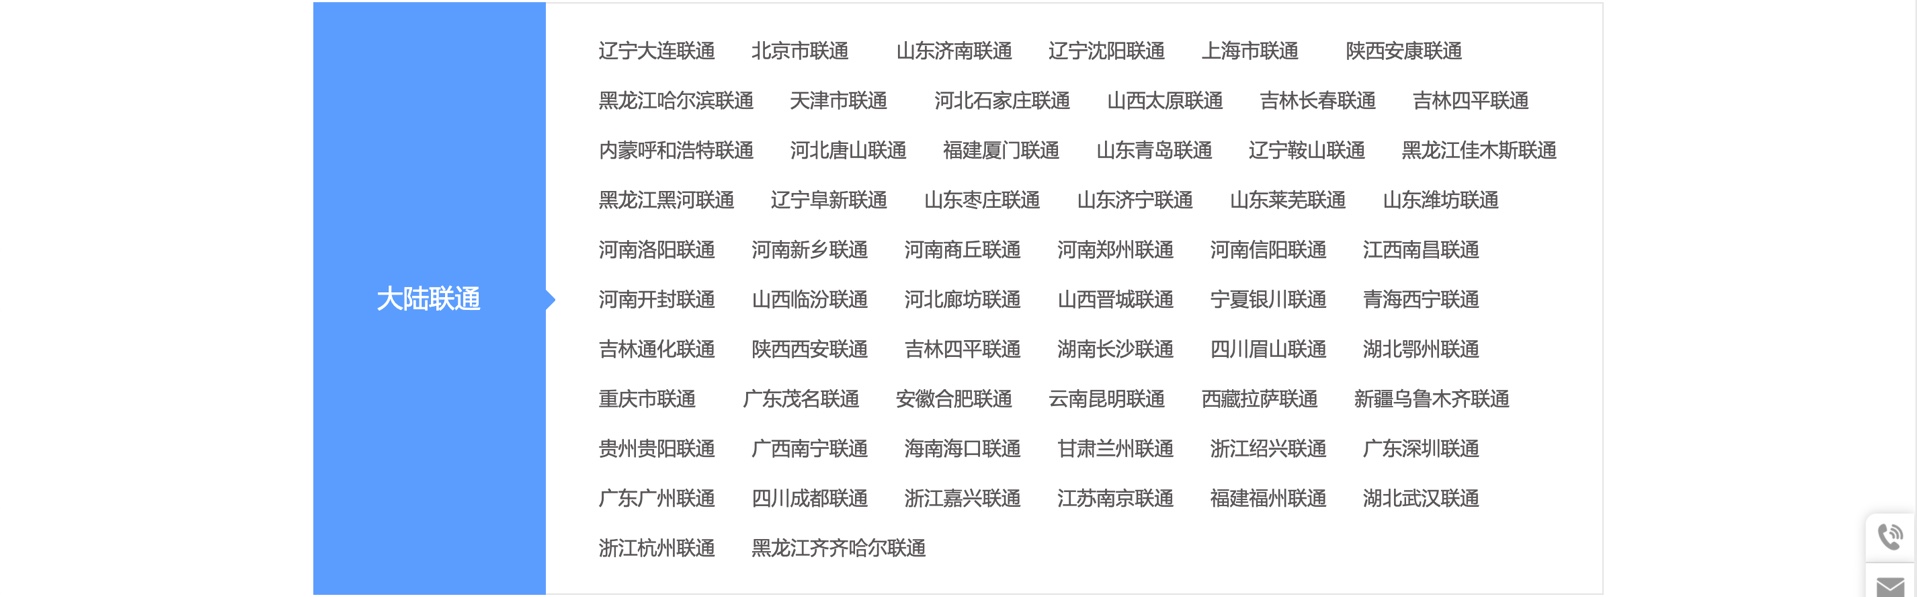 大陆联通
辽宁大连联通 北京市联通 山东济南联通 辽宁沈阳联通 上海市联通 陕西安康联通
黑龙江哈尔滨联通 天津市联通 河北石家庄联通 山西太原联通 吉林长春联通 吉林四平联通
内蒙呼和浩特联通 河北唐山联通 福建厦门联通 山东青岛联通 辽宁鞍山联通 黑龙江佳木斯联通
黑龙江黑河联通 辽宁阜新联通 山东枣庄联通 山东济宁联通 山东莱芜联通 山东潍坊联通
河南洛阳联通 河南新乡联通 河南商丘联通 河南郑州联通 河南信阳联通 江西南昌联通
河南开封联通 山西临汾联通 河北廊坊联通 山西晋城联通 宁夏银川联通 青海西宁联通
吉林通化联通 陕西西安联通 吉林四平联通 湖南长沙联通 四川眉山联通 湖北鄂州联通
重庆市联通 广东茂名联通 安徽合肥联通 云南昆明联通 西藏拉萨联通 新疆乌鲁木齐联通
贵州贵阳联通 广西南宁联通 海南海口联通 甘肃兰州联通 浙江绍兴联通 广东深圳联通
广东广州联通 四川成都联通 浙江嘉兴联通 江苏南京联通 福建福州联通 湖北武汉联通
浙江杭州联通 黑龙江齐齐哈尔联通